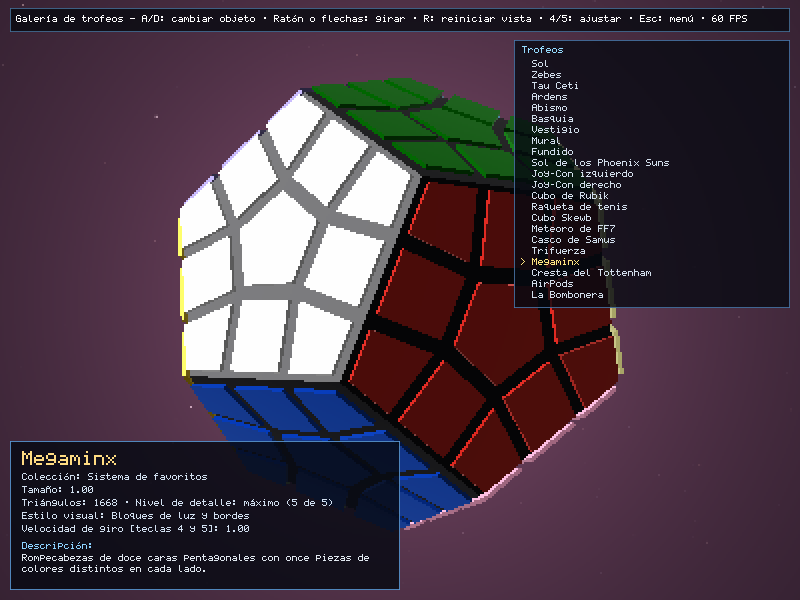 Galería de trofeos - A/D: cambiar objeto · Ratón o flechas: girar · R: reiniciar vista · 4/5: ajustar · Esc: menú · 60 FPS
Trofeos
Sol
Zebes
Tau Ceti
Ardens
Abismo
Basquia
Vestigio
Mural
Fundido
Sol de los Phoenix Suns
Joy-Con izquierdo
Joy-Con derecho
Cubo de Rubik
Raqueta de tenis
Cubo Skewb
Meteoro de FF7
Casco de Samus
Trifuerza
> Megaminx
Cresta del Tottenham
AirPods
La Bombonera
Megaminx
Colección: Sistema de favoritos
Tamaño: 1.00
Triángulos: 1668 · Nivel de detalle: máximo (5 de 5)
Estilo visual: Bloques de luz y bordes
Velocidad de giro [teclas 4 y 5]: 1.00
Descripción:
Rompecabezas de doce caras pentagonales con once piezas de
colores distintos en cada lado.